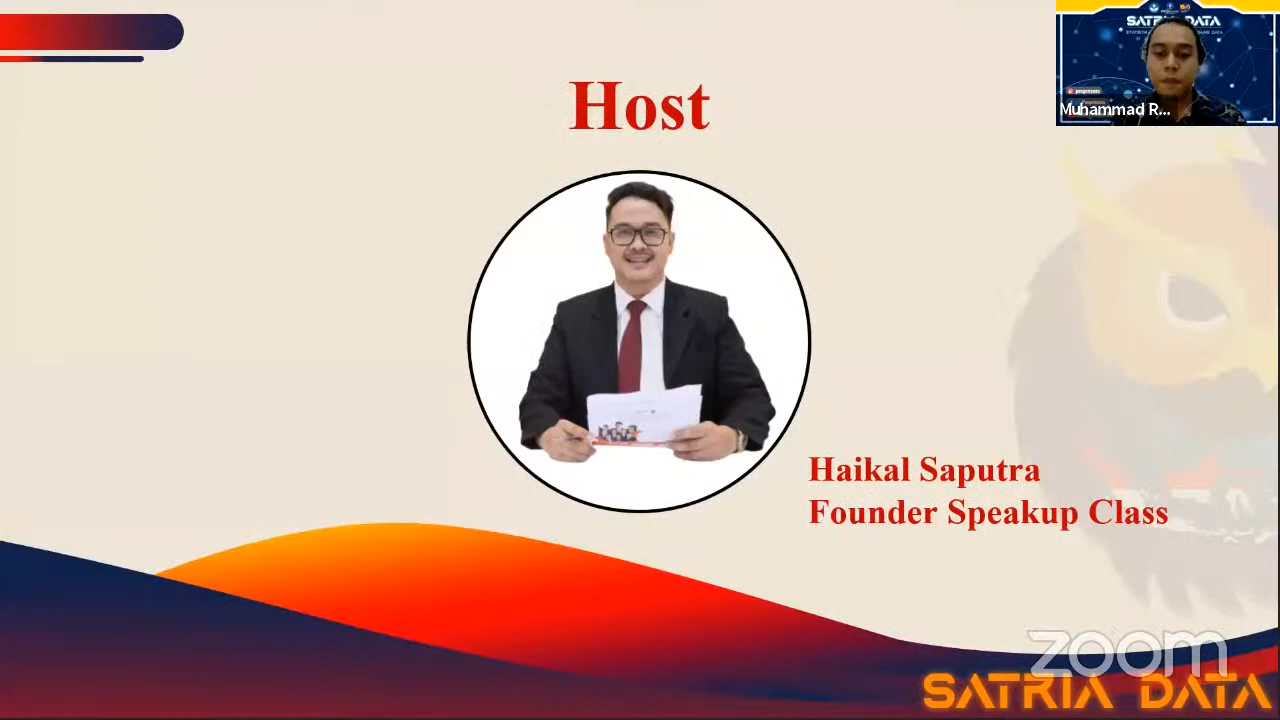 SATRIA DATA
Muhammad R...
Host
Haikal Saputra
Founder Speakup Class
zoom
SATRIA DATA